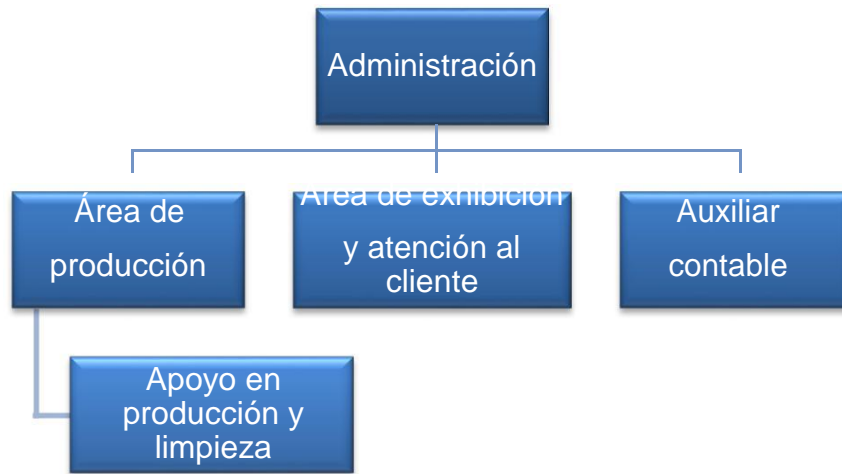 Administración
Área de
producción
Área de exhibición
y atención al
cliente
Auxiliar
contable
Apoyo en
producción y
limpieza